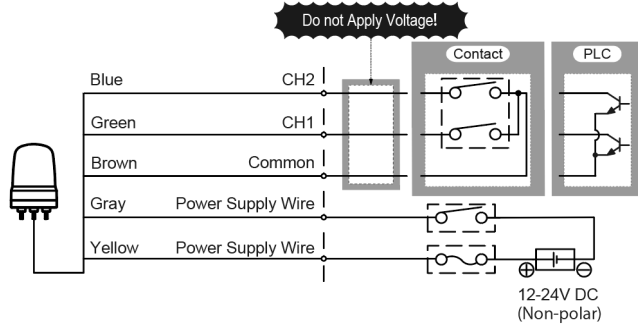 Do not Apply Voltage!
Contact
PLC
Blue CH2
Green CH1
Brown Common
Gray Power Supply Wire
Yellow Power Supply Wire
12-24V DC
(Non-polar)